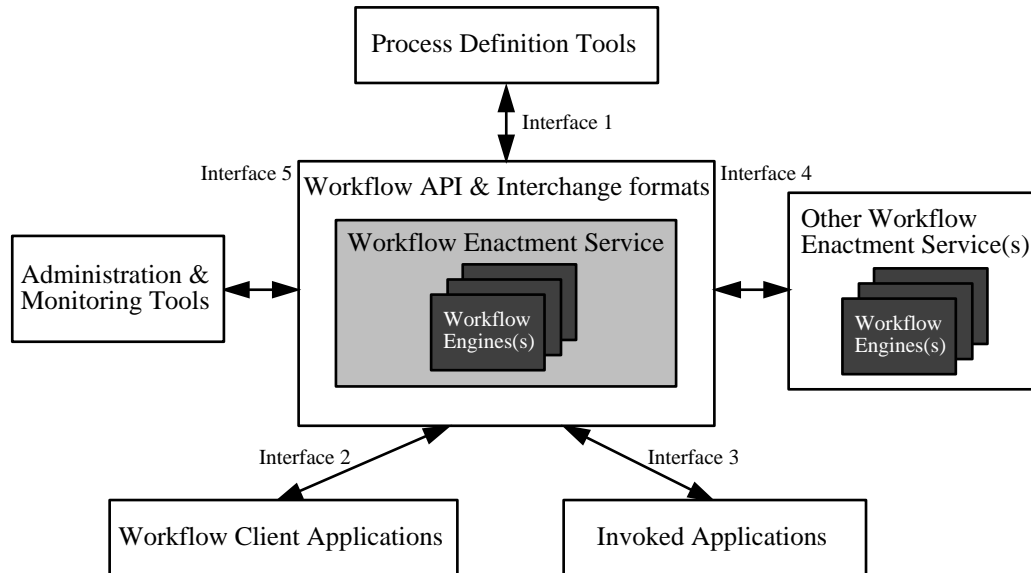 Process Definition Tools
Interface 1
Interface 5
Workflow API & Interchange formats
Interface 4
Workflow Enactment Service
Workflow
Engines(s)
Other Workflow
Enactment Service(s)
Workflow
Engines(s)
Administration &
Monitoring Tools
Interface 2
Interface 3
Workflow Client Applications
Invoked Applications